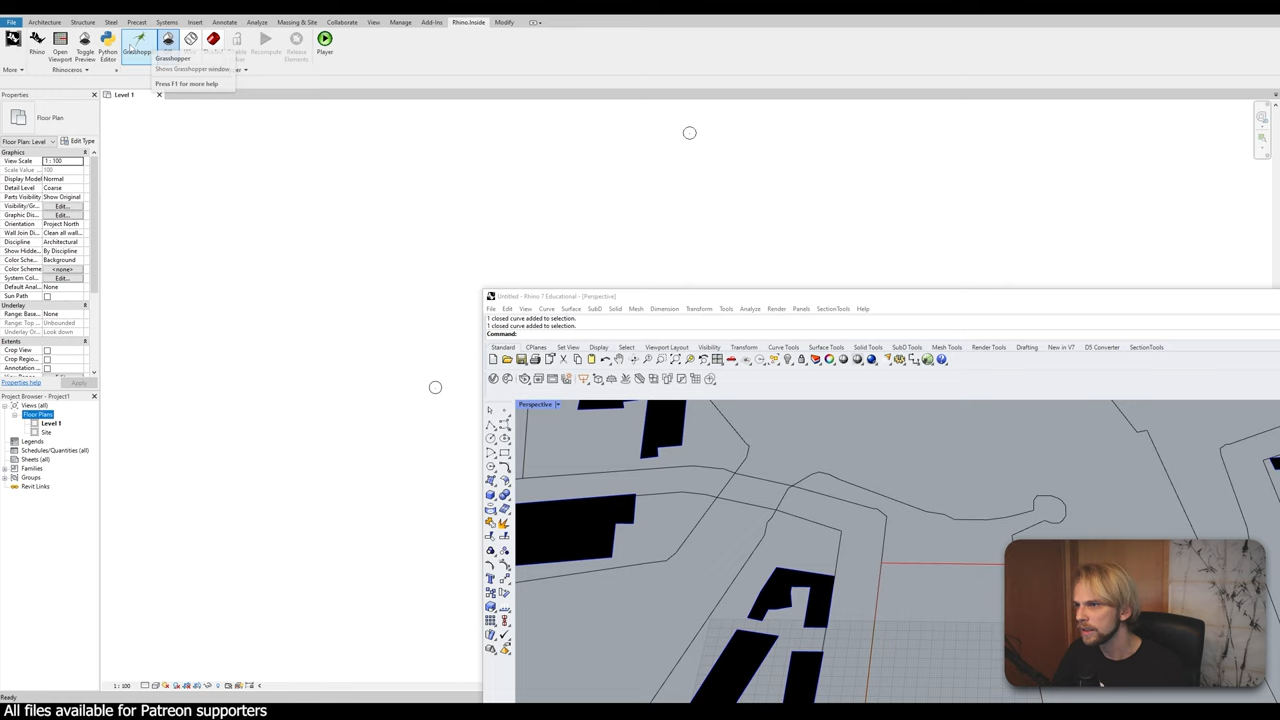 File Architecture Structure Steel Precast Systems Insert Annotate Analyze Massing & Site Collaborate View Manage Add-Ins Rhino.Inside Modify
Rhino Open Viewport Toggle Preview Python Editor Grasshopp Recompute Release Elements Player
More Rhinoceros
Grasshopper
Shows Grasshopper window
Press F1 for more help
Properties
Level 1
Floor Plan
Floor Plan: Level Edit Type
Graphics
View Scale 1 : 100
Scale Value ... 100
Display Model Normal
Detail Level Coarse
Parts Visibility Show Original
Visibility/Gr... Edit...
Graphic Dis... Edit...
Orientation Project North
Wall Join Di... Clean all wall...
Discipline Architectural
Show Hidde... By Discipline
Color Sche... Background
Color Scheme <none>
System Col... Edit...
Default Anal... None
Sun Path
Underlay
Range: Base... None
Range: Top ... Unbounded
Underlay Or... Look down
Extents
Crop View
Crop Regio...
Annotation...
Properties help Apply
Project Browser - Project1
Views (all)
Floor Plans
Level 1
Site
Legends
Schedules/Quantities (all)
Sheets (all)
Families
Groups
Revit Links
1 : 100
Ready
Untitled - Rhino 7 Educational - [Perspective]
File Edit View Curve Surface SubD Solid Mesh Dimension Transform Tools Analyze Render Panels SectionTools Help
1 closed curve added to selection.
1 closed curve added to selection.
Command:
Standard CPlanes Set View Display Select Viewport Layout Visibility Transform Curve Tools Surface Tools Solid Tools SubD Tools Mesh Tools Render Tools Drafting New in V7 D5 Converter SectionTools
Perspective
All files available for Patreon supporters